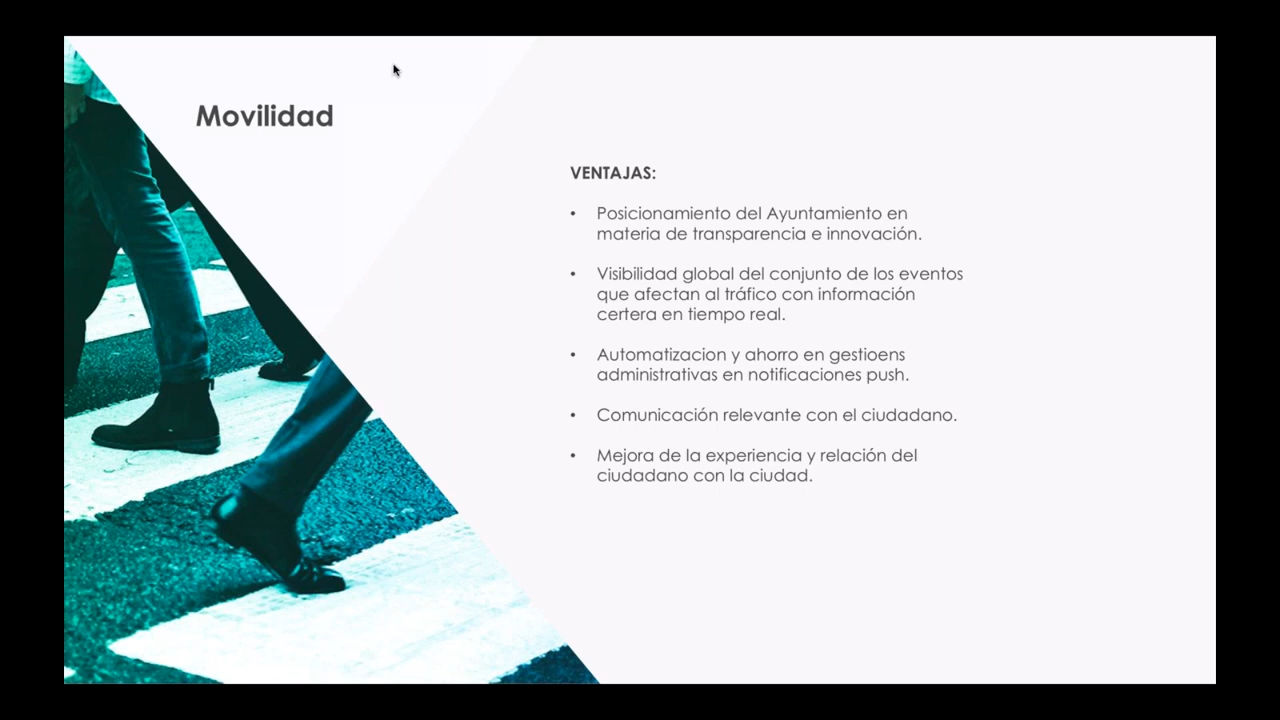 Movilidad
VENTAJAS:
• Posicionamiento del Ayuntamiento en
materia de transparencia e innovación.
• Visibilidad global del conjunto de los eventos
que afectan al tráfico con información
certera en tiempo real.
• Automatizacion y ahorro en gestioens
administrativas en notificaciones push.
• Comunicación relevante con el ciudadano.
• Mejora de la experiencia y relación del
ciudadano con la ciudad.